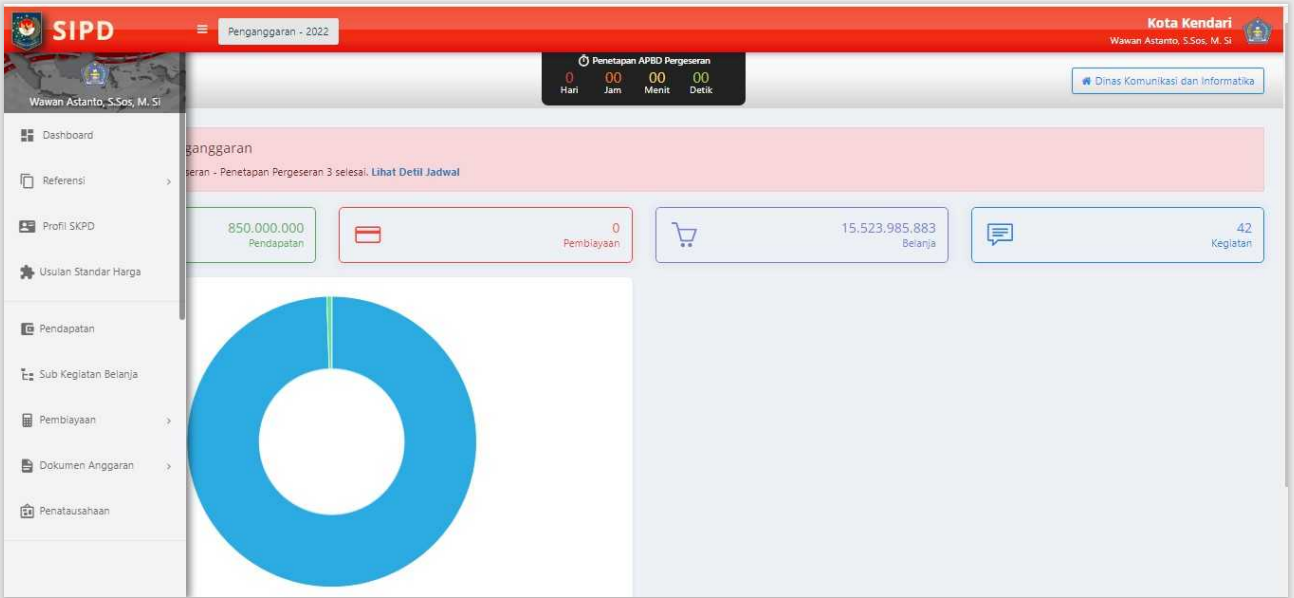 SIPD
Penganggaran - 2022
Kota Kendari
Wawan Astanto, S.Sos, M. Si
Penetapan APBD Pergeseran
0 00 00 00
Hari Jam Menit Detik
Dinas Komunikasi dan Informatika
Wawan Astanto, S.Sos, M. Si
Dashboard
Referensi
Profil SKPD
Usulan Standar Harga
Pendapatan
Sub Kegiatan Belanja
Pembiayaan
Dokumen Anggaran
Penatausahaan
ganggaran
seran - Penetapan Pergeseran 3 selesai. Lihat Detil Jadwal
850.000.000
Pendapatan
0
Pembiayaan
15.523.985.883
Belanja
42
Kegiatan